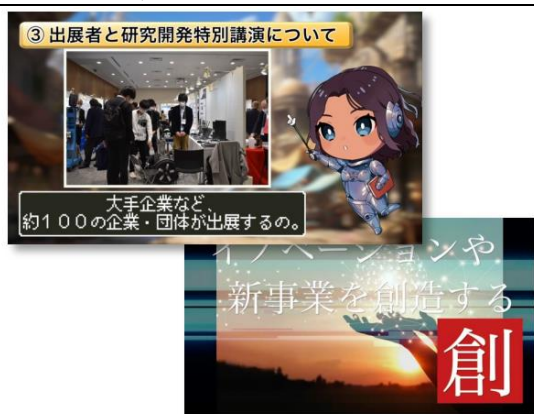 ③ 出展者と研究開発特別講演について
大手企業など、
約１００の企業・団体が出展するの。
イノベーションや
新事業を創造する
創